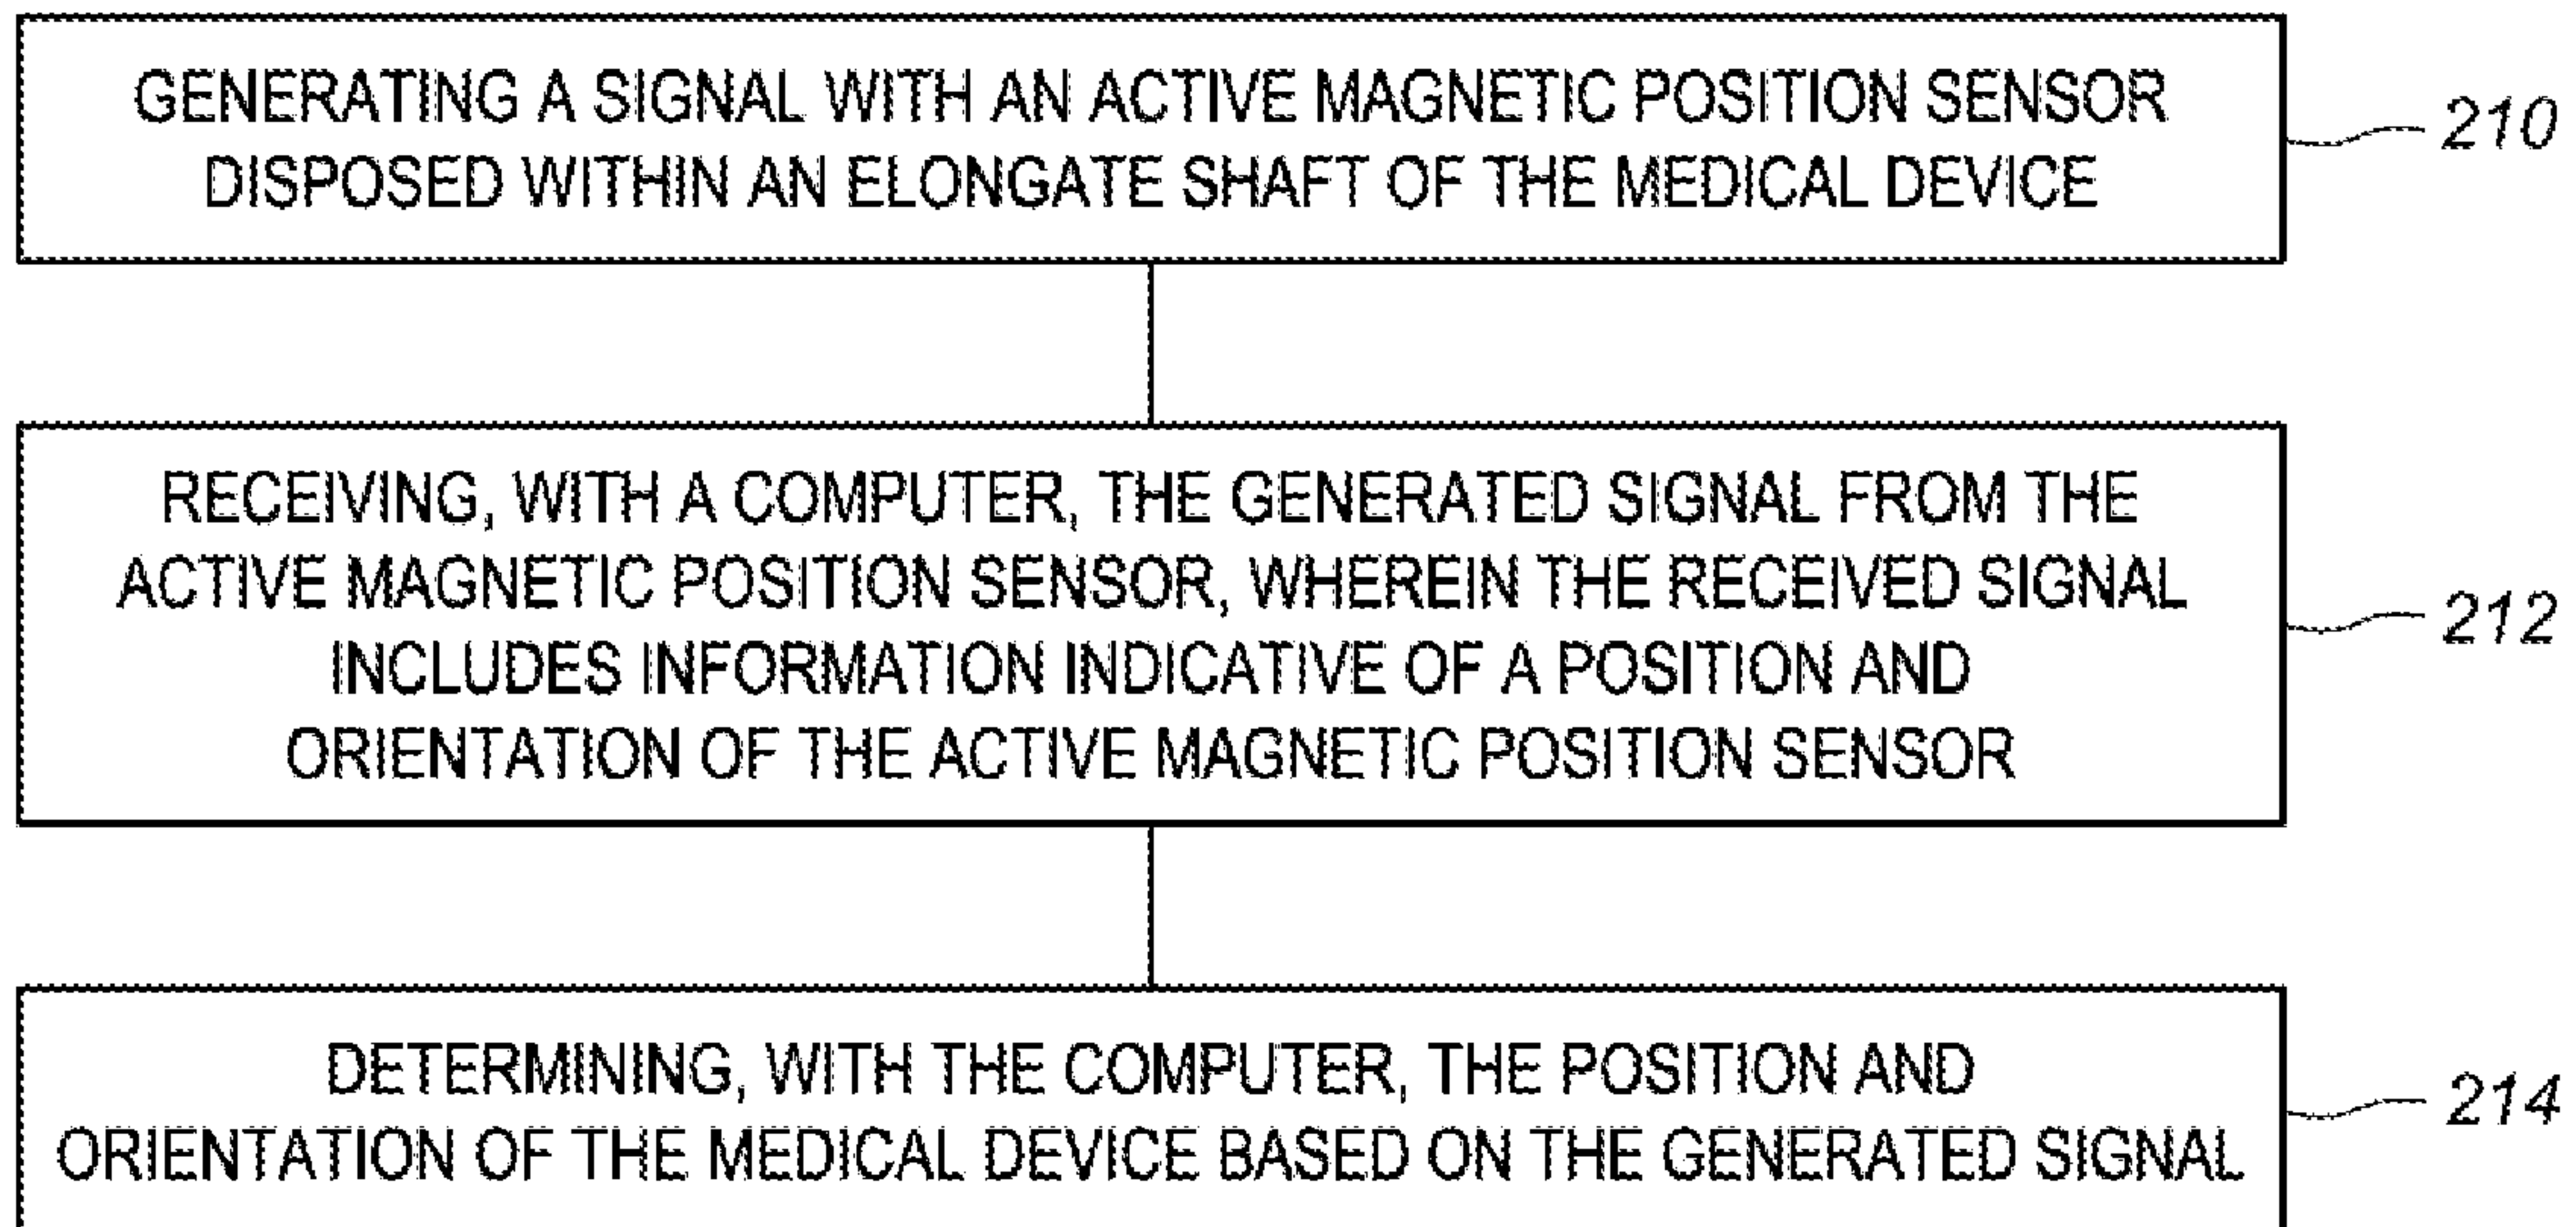 GENERATING A SIGNAL WITH AN ACTIVE MAGNETIC POSITION SENSOR
DISPOSED WITHIN AN ELONGATE SHAFT OF THE MEDICAL DEVICE
210
RECEIVING, WITH A COMPUTER, THE GENERATED SIGNAL FROM THE
ACTIVE MAGNETIC POSITION SENSOR, WHEREIN THE RECEIVED SIGNAL
INCLUDES INFORMATION INDICATIVE OF A POSITION AND
ORIENTATION OF THE ACTIVE MAGNETIC POSITION SENSOR
212
DETERMINING, WITH THE COMPUTER, THE POSITION AND
ORIENTATION OF THE MEDICAL DEVICE BASED ON THE GENERATED SIGNAL
214